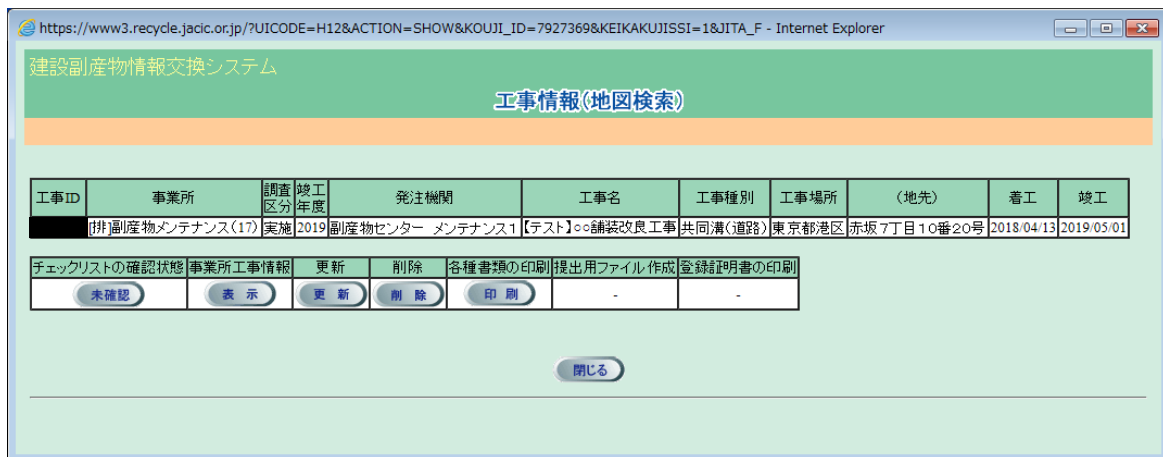 https://www3.recycle.jacic.or.jp/?UICODE=H12&ACTION=SHOW&KOUJI_ID=7927369&KEIKAKUJISSI=1&JITA_F - Internet Explorer
建設副産物情報交換システム
工事情報(地図検索)
工事ID 事業所 調査区分 竣工年度 発注機関 工事名 工事種別 工事場所 (地先) 着工 竣工
[排]副産物メンテナンス(17) 実施 2019 副産物センター メンテナンス1 【テスト】○○舗装改良工事 共同溝(道路) 東京都港区 赤坂7丁目10番20号 2018/04/13 2019/05/01
チェックリストの確認状態 事業所工事情報 更新 削除 各種書類の印刷 提出用ファイル作成 登録証明書の印刷
未確認 表 示 更 新 削 除 印 刷 - -
閉じる